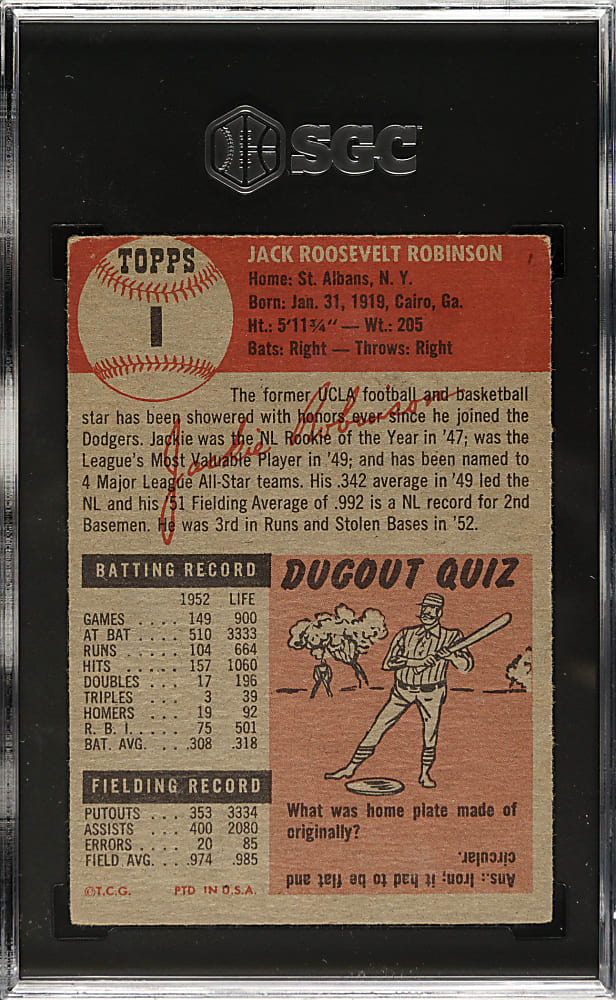 SGC
TOPPS
1
JACK ROOSEVELT ROBINSON
Home: St. Albans, N. Y.
Born: Jan. 31, 1919, Cairo, Ga.
Ht.: 5'11¾" — Wt.: 205
Bats: Right — Throws: Right
The former UCLA football and basketball
star has been showered with honors ever since he joined the
Dodgers. Jackie was the NL Rookie of the Year in '47; was the
League's Most Valuable Player in '49; and has been named to
4 Major League All-Star teams. His .342 average in '49 led the
NL and his '51 Fielding Average of .992 is a NL record for 2nd
Basemen. He was 3rd in Runs and Stolen Bases in '52.
Jackie Robinson
BATTING RECORD
1952 LIFE
GAMES .... 149 900
AT BAT .... 510 3333
RUNS .... 104 664
HITS ..... 157 1060
DOUBLES ... 17 196
TRIPLES ... 3 39
HOMERS ... 19 92
R. B. I. .... 75 501
BAT. AVG. ... .308 .318
FIELDING RECORD
PUTOUTS ... 353 3334
ASSISTS ... 400 2080
ERRORS ... 20 85
FIELD AVG. ... .974 .985
©T.C.G. PTD IN U.S.A.
DUGOUT QUIZ
What was home plate made of
originally?
Ans.: Iron; it had to be flat and
circular.